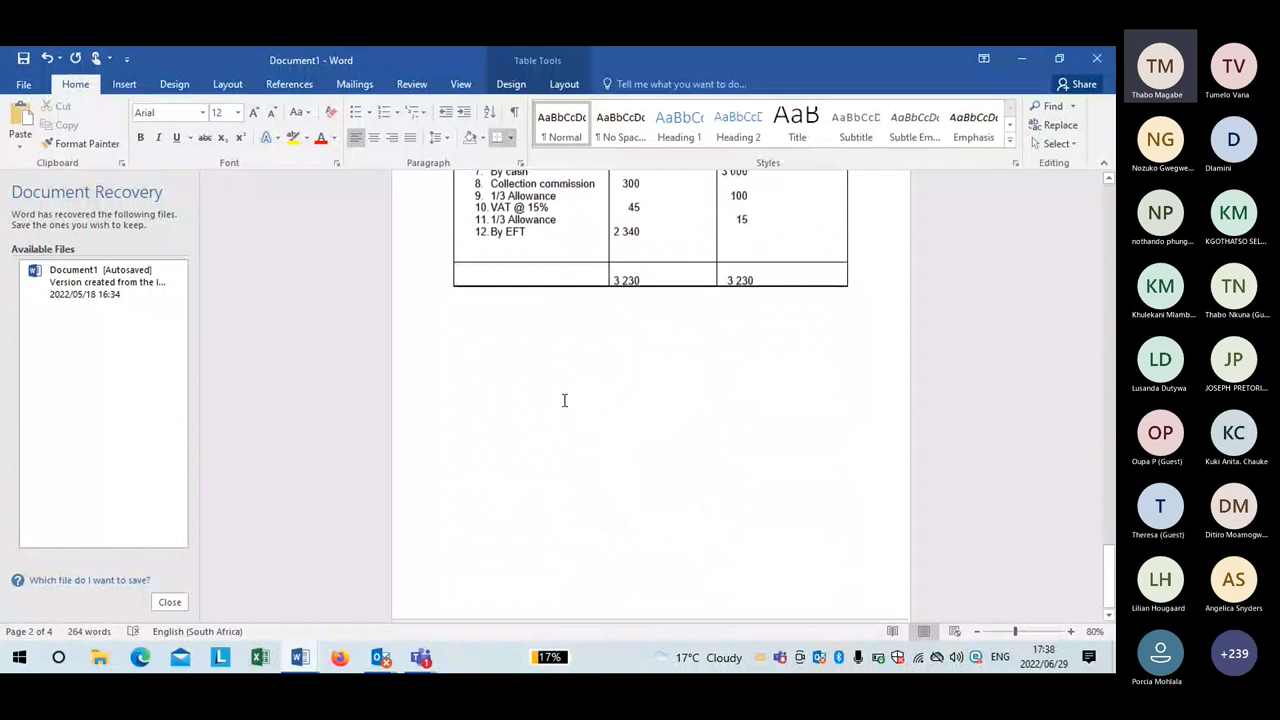 Document1 - Word
Table Tools
File Home Insert Design Layout References Mailings Review View Design Layout Tell me what you want to do... Share
Paste
Cut
Copy
Format Painter
Clipboard
Arial 12
Font
Paragraph
AaBbCcDc AaBbCcDc AaBbCc AaBbCcD AaB AaBbCcD AaBbCcDc AaBbCcDc
¶ Normal ¶ No Spac... Heading 1 Heading 2 Title Subtitle Subtle Em... Emphasis
Styles
Find
Replace
Select
Editing
Document Recovery
Word has recovered the following files.
Save the ones you wish to keep.
Available Files
Document1 [Autosaved]
Version created from the l...
2022/05/18 16:34
Which file do I want to save?
Close
7. By cash 3 000
8. Collection commission 300
9. 1/3 Allowance 100
10. VAT @ 15% 45
11. 1/3 Allowance 15
12. By EFT 2 340
3 230 3 230
Page 2 of 4 264 words English (South Africa) 80%
17% 17°C Cloudy ENG 17:38
2022/06/29
TM TV
Thabo Magabe Tumelo Vana
NG D
Nozuko Gwegwe... Dlamini
NP KM
nothando phung... KGOTHATSO SEL...
KM TN
Khulekani Mlamb... Thabo Nkuna (Gu...
LD JP
Lusanda Dutywa JOSEPH PRETORI...
OP KC
Oupa P (Guest) Kuki Anita. Chauke
T DM
Theresa (Guest) Ditiro Moamogw...
LH AS
Lilian Hougaard Angelica Snyders
+239
Porcia Mohlala